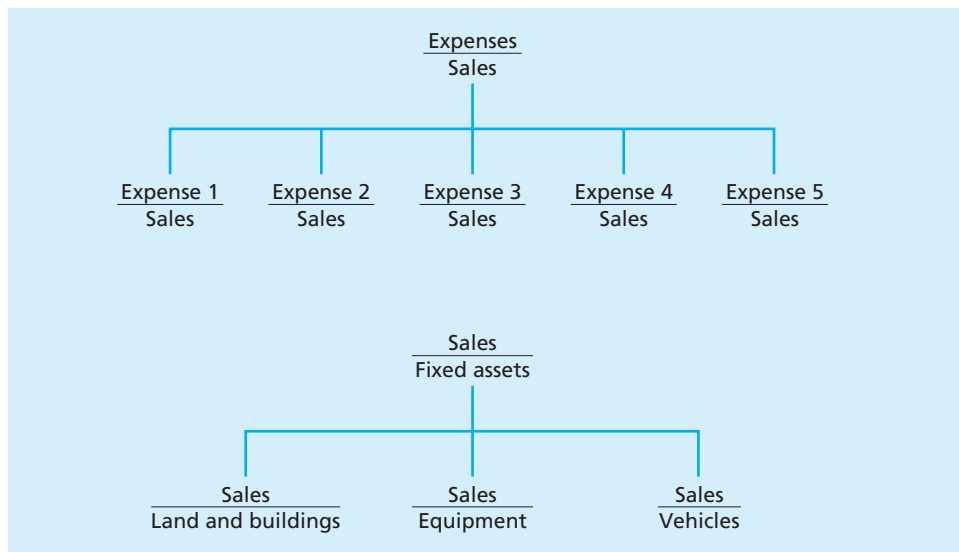 Expenses
Sales
Expense 1 Expense 2 Expense 3 Expense 4 Expense 5
Sales Sales Sales Sales Sales
Sales
Fixed assets
Sales Sales Sales
Land and buildings Equipment Vehicles